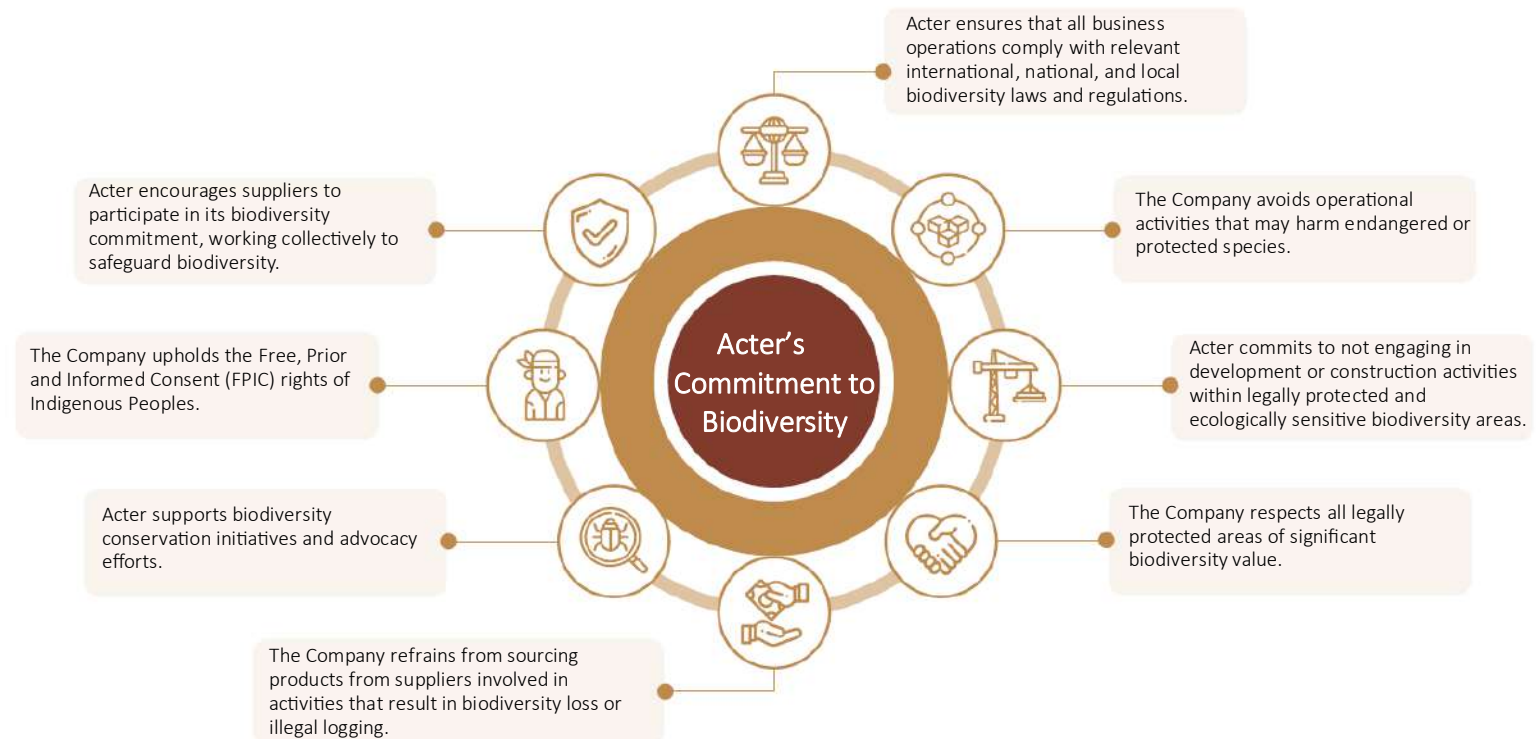 Acter ensures that all business
operations comply with relevant
international, national, and local
biodiversity laws and regulations.
Acter encourages suppliers to
participate in its biodiversity
commitment, working collectively to
safeguard biodiversity.
The Company avoids operational
activities that may harm endangered or
protected species.
Acter's
Commitment to
Biodiversity
The Company upholds the Free, Prior
and Informed Consent (FPIC) rights of
Indigenous Peoples.
Acter commits to not engaging in
development or construction activities
within legally protected and
ecologically sensitive biodiversity areas.
Acter supports biodiversity
conservation initiatives and advocacy
efforts.
The Company respects all legally
protected areas of significant
biodiversity value.
The Company refrains from sourcing
products from suppliers involved in
activities that result in biodiversity loss or
illegal logging.